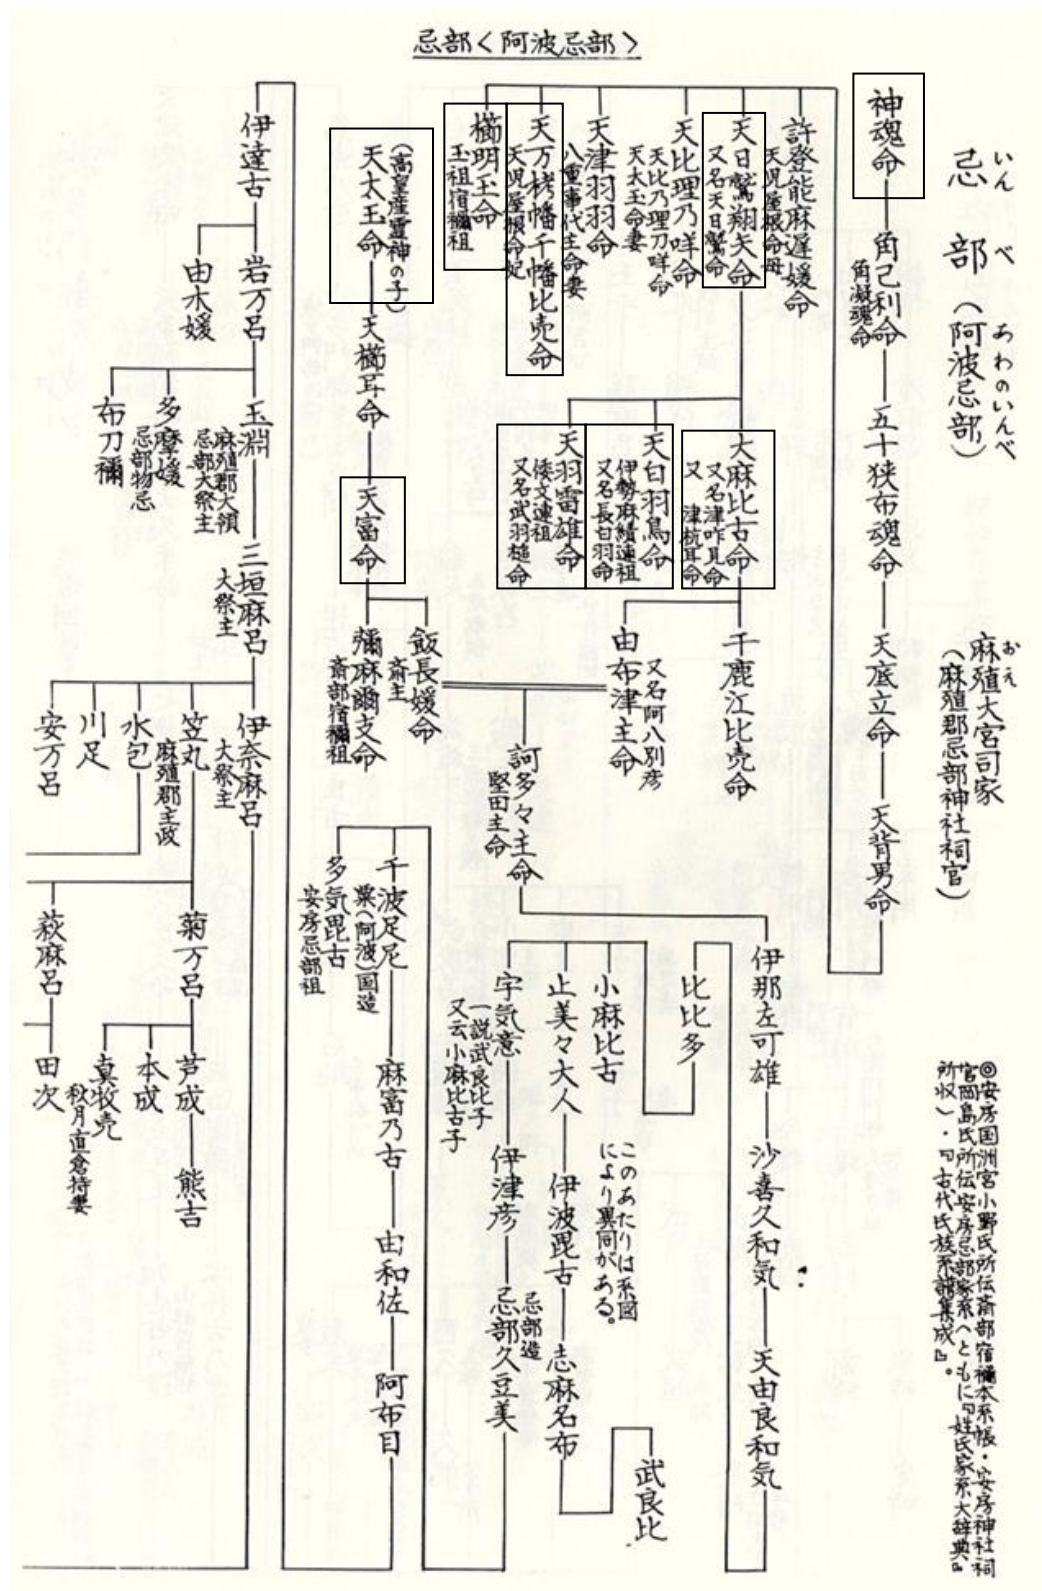 忌部<阿波忌部>
いんべ
忌部(阿波忌部)
あわのいんべ
おえ
麻殖大宮司家
(麻殖郡忌部神社祠官)
◎安房国洲宮小野氏所伝斎部宿禰本系帳・安房神社祠
官岡島氏所伝安房忌部家系へともに『姓氏家系大辞典』
所収)・『古代氏族系譜集成』。
神魂命
角己利命
角凝魂命
五十狭布魂命
天底立命
天背男命
許登能麻遅媛命
天児屋根命母
天日鷲翔矢命
又名天日鷲命
天比理乃咩命
天比乃理刀咩命
天太玉命妻
天津羽羽命
八重事代主命妻
天万栲幡千幡比売命
天児屋根命妃
櫛明玉命
玉祖宿禰祖
大麻比古命
又名津咋見命
又 津杭耳命
天白羽鳥命
伊勢麻績連祖
又名長白羽命
天羽雷雄命
倭文連祖
又名武羽槌命
千鹿江比売命
由布津主命
又名阿八別彦
(高皇産霊神の子)
天太玉命
天櫛耳命
天富命
飯長媛命
斎主
彌麻爾支命
斎部宿禰祖
訶多々主命
堅田主命
伊那左可雄
沙喜久和気
天由良和気
比比多
小麻比古
止美々大人
伊波毘古
志麻名布
武良比
このあたりは系図
により異同がある。
宇気意
一説武良比子
又云小麻比古子
伊津彦
忌部久豆美
忌部造
千波足尼
粟(阿波)国造
多気毘古
安房忌部祖
麻富乃古
由和佐
阿布目
伊達古
岩万呂
由木媛
玉淵
麻殖郡大領
忌部大祭主
多摩媛
忌部物忌
布刀禰
三垣麻呂
大祭主
伊奈麻呂
大祭主
笠丸
麻殖郡主政
水包
川足
安万呂
菊万呂
萩麻呂
芦成
本成
真牧売
秋月直倉持妻
田次
熊吉